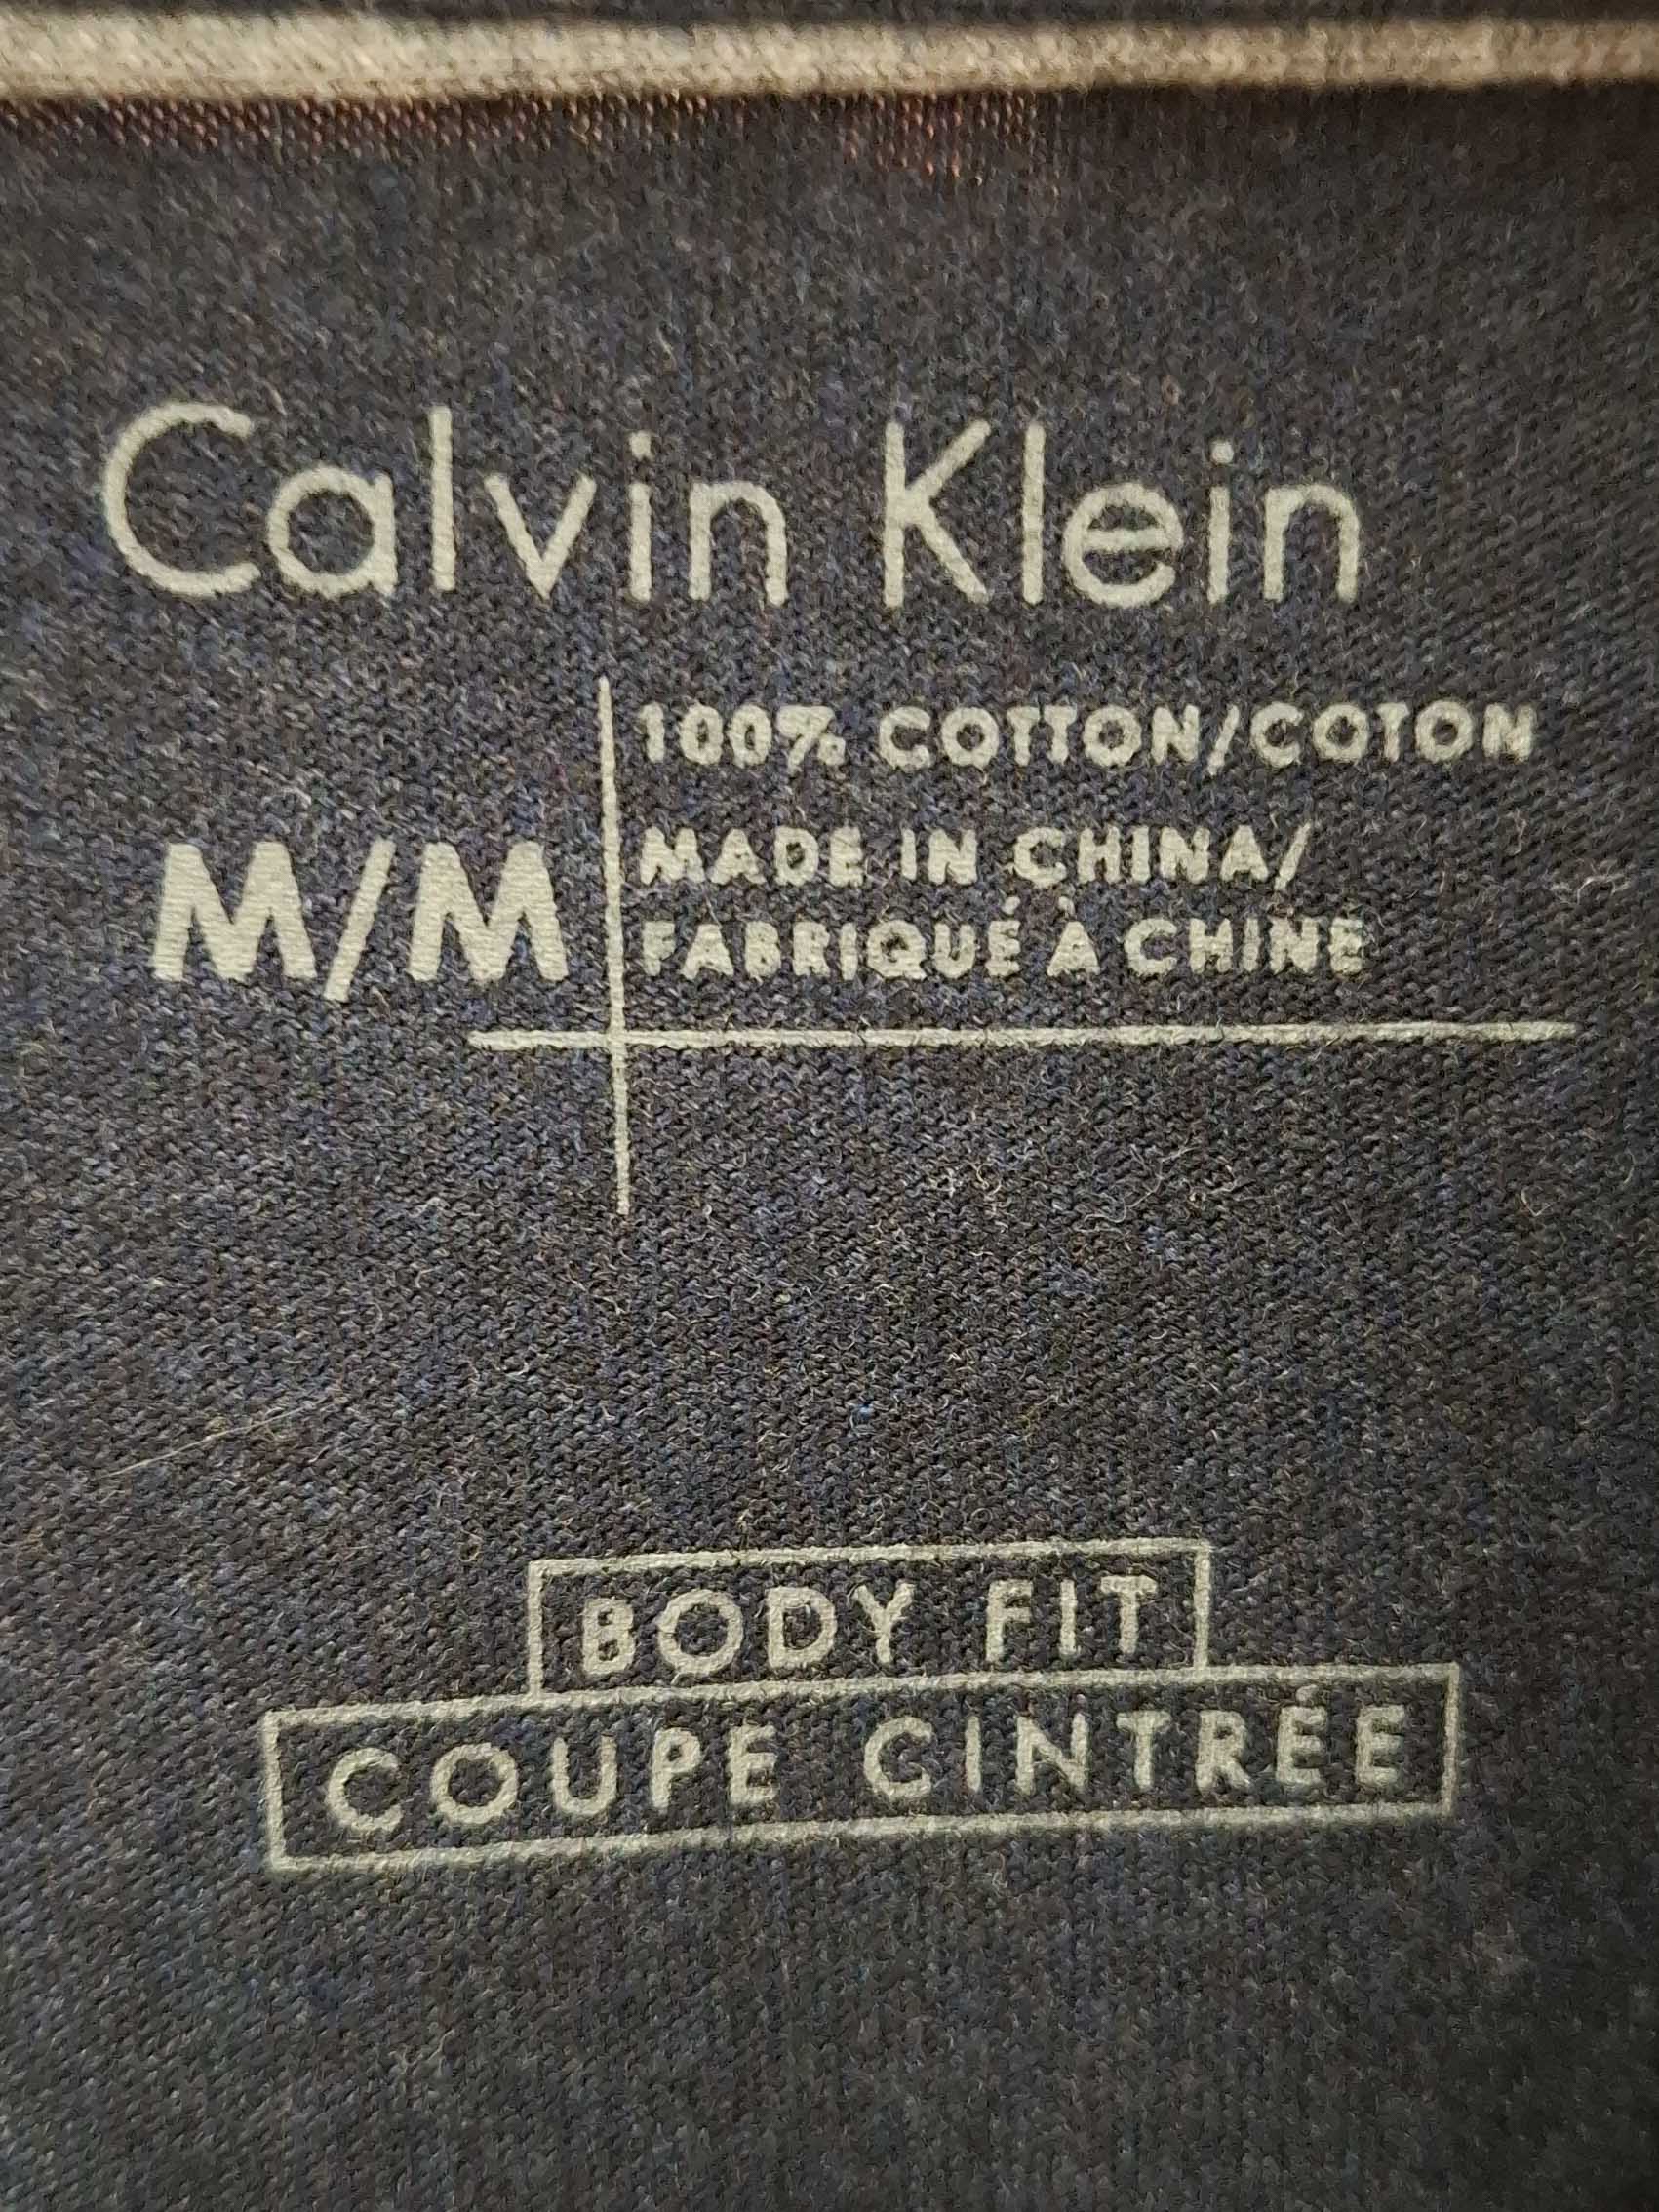 Calvin Klein
100% COTTON/COTON
M/M
MADE IN CHINA/
FABRIQUÉ À CHINE
BODY FIT
COUPE CINTRÉE